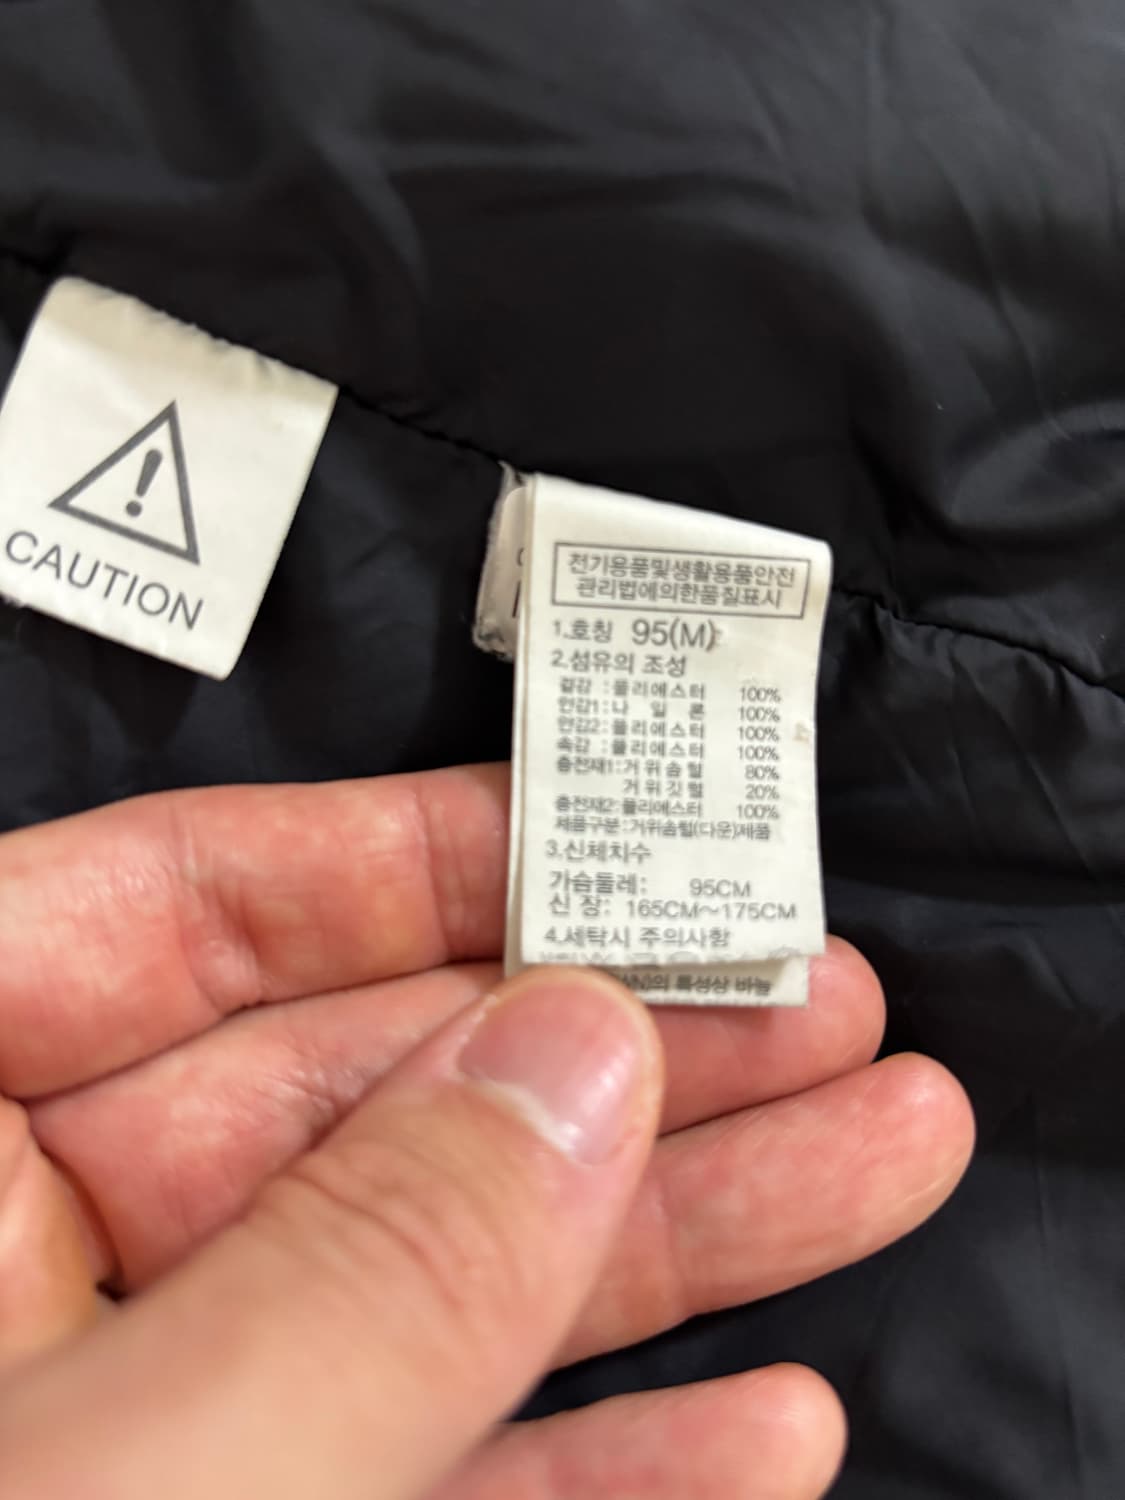 CAUTION
전기용품및생활용품안전
관리법에의한품질표시
1.호칭 95(M)
2.섬유의 조성
겉감 :폴리에스터 100%
안감1:나 일 론 100%
안감2:폴리에스터 100%
속감 :폴리에스터 100%
충전재1:거위솜털 80%
거위깃털 20%
충전재2:폴리에스터 100%
제품구분:거위솜털(다운)제품
3.신체치수
가슴둘레: 95CM
신 장: 165CM~175CM
4.세탁시 주의사항
의 특성상 바늘